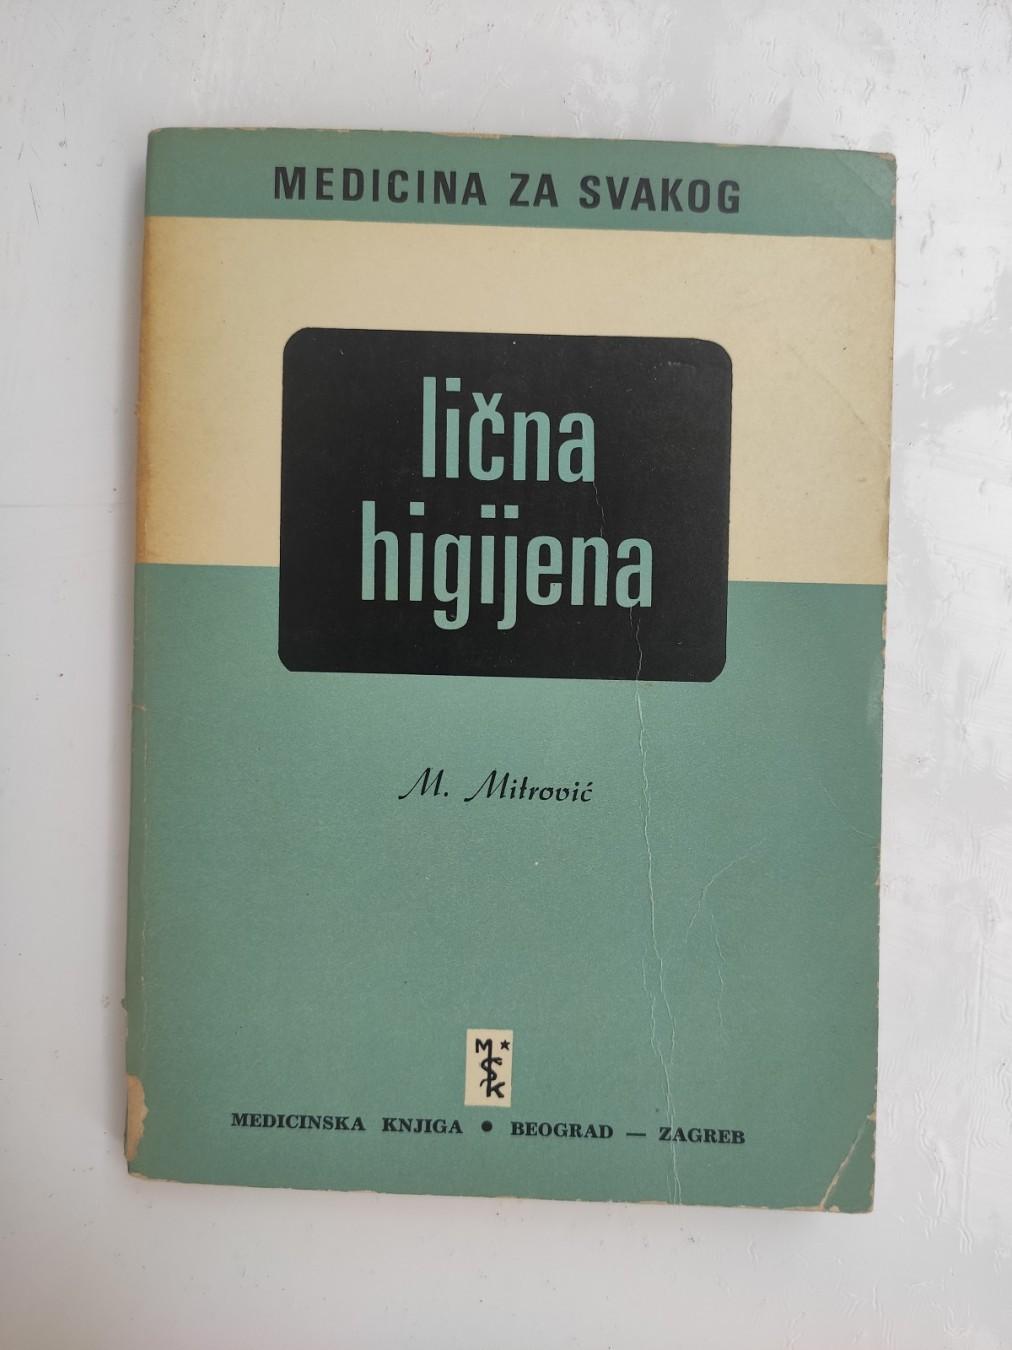 MEDICINA ZA SVAKOG
lična
higijena
M. Mitrović
M
K
MEDICINSKA KNJIGA • BEOGRAD — ZAGREB